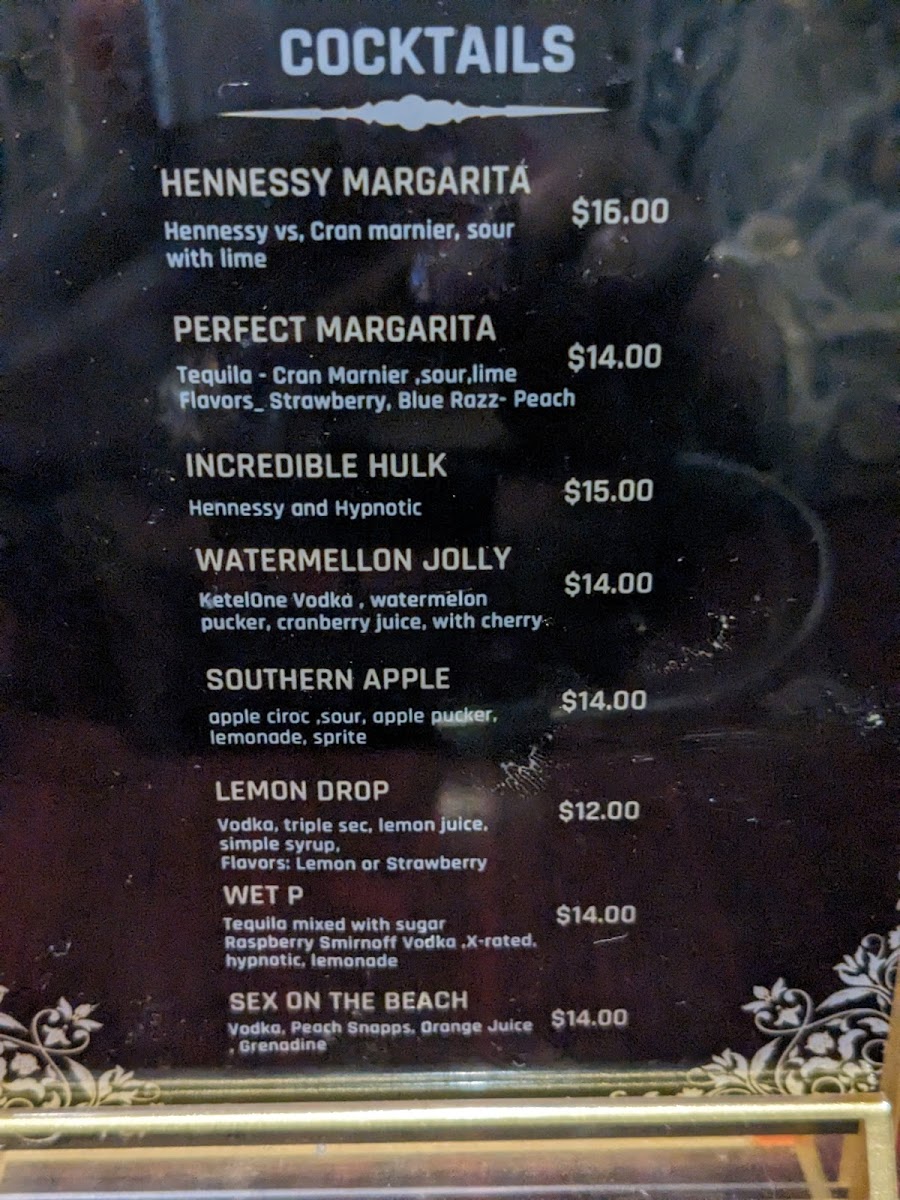 COCKTAILS
HENNESSY MARGARITA
$16.00
Hennessy vs, Cran marnier, sour
with lime
PERFECT MARGARITA
$14.00
Tequila - Cran Marnier ,sour,lime
Flavors_ Strawberry, Blue Razz- Peach
INCREDIBLE HULK
$15.00
Hennessy and Hypnotic
WATERMELLON JOLLY
$14.00
KetelOne Vodka , watermelon
pucker, cranberry juice, with cherry
SOUTHERN APPLE
$14.00
apple ciroc ,sour, apple pucker,
lemonade, sprite
LEMON DROP
$12.00
Vodka, triple sec, lemon juice,
simple syrup,
Flavors: Lemon or Strawberry
WET P
$14.00
Tequila mixed with sugar
Raspberry Smirnoff Vodka ,X-rated,
hypnotic, lemonade
SEX ON THE BEACH
$14.00
Vodka, Peach Snapps, Orange Juice
, Grenadine